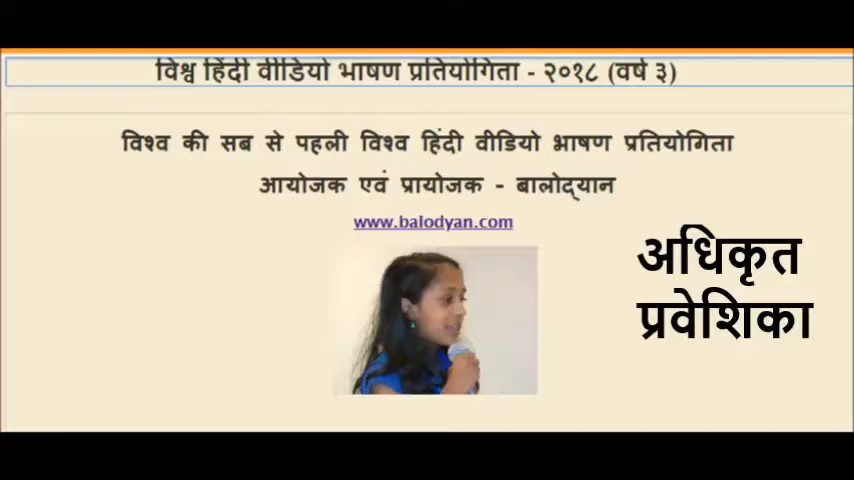 विश्व हिंदी वीडियो भाषण प्रतियोगिता - २०१८ (वर्ष ३)
विश्व की सब से पहली विश्व हिंदी वीडियो भाषण प्रतियोगिता
आयोजक एवं प्रायोजक - बालोद्यान
www.balodyan.com
अधिकृत
प्रवेशिका